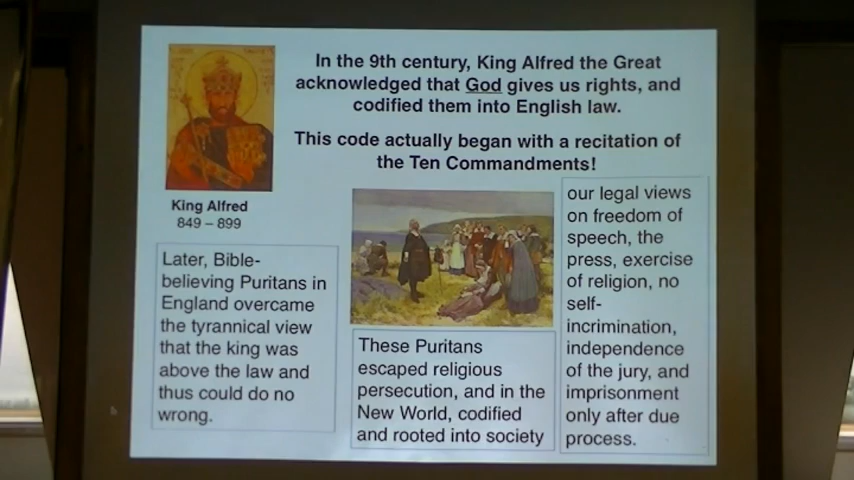 In the 9th century, King Alfred the Great
acknowledged that God gives us rights, and
codified them into English law.
This code actually began with a recitation of
the Ten Commandments!
King Alfred
849 – 899
Later, Bible-
believing Puritans in
England overcame
the tyrannical view
that the king was
above the law and
thus could do no
wrong.
These Puritans
escaped religious
persecution, and in the
New World, codified
and rooted into society
our legal views
on freedom of
speech, the
press, exercise
of religion, no
self-
incrimination,
independence
of the jury, and
imprisonment
only after due
process.